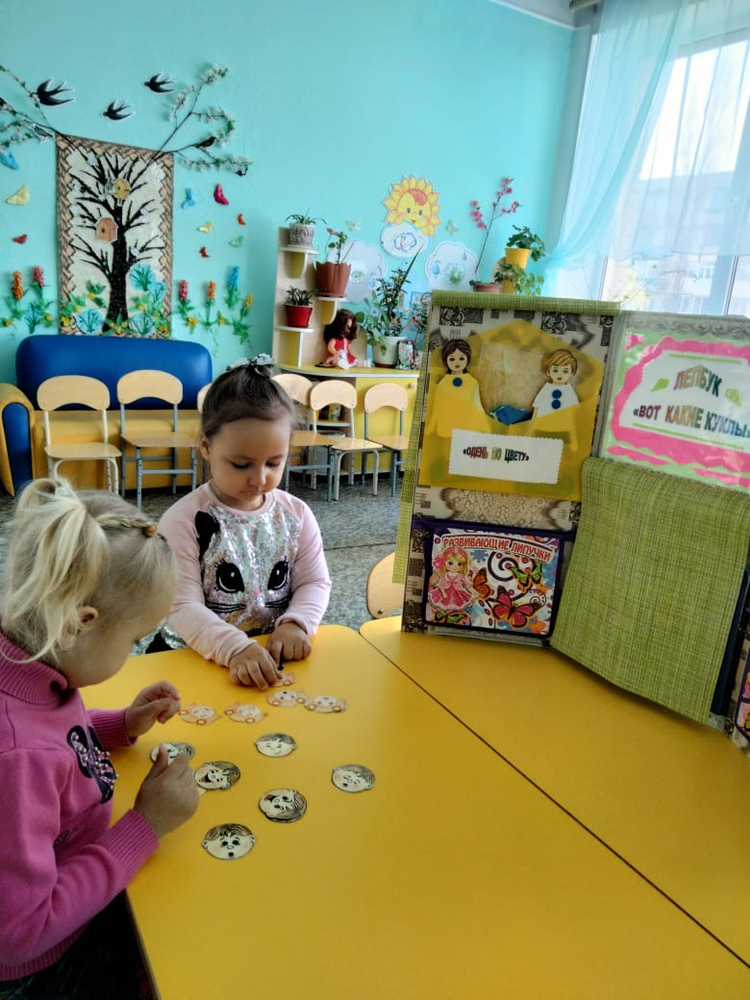 «ОДЕНЬ ПО ЦВЕТУ»
РАЗВИВАЮЩИЕ ЛИПУЧКИ
ЛЕПБУК
«ВОТ КАКИЕ КУКЛЫ»